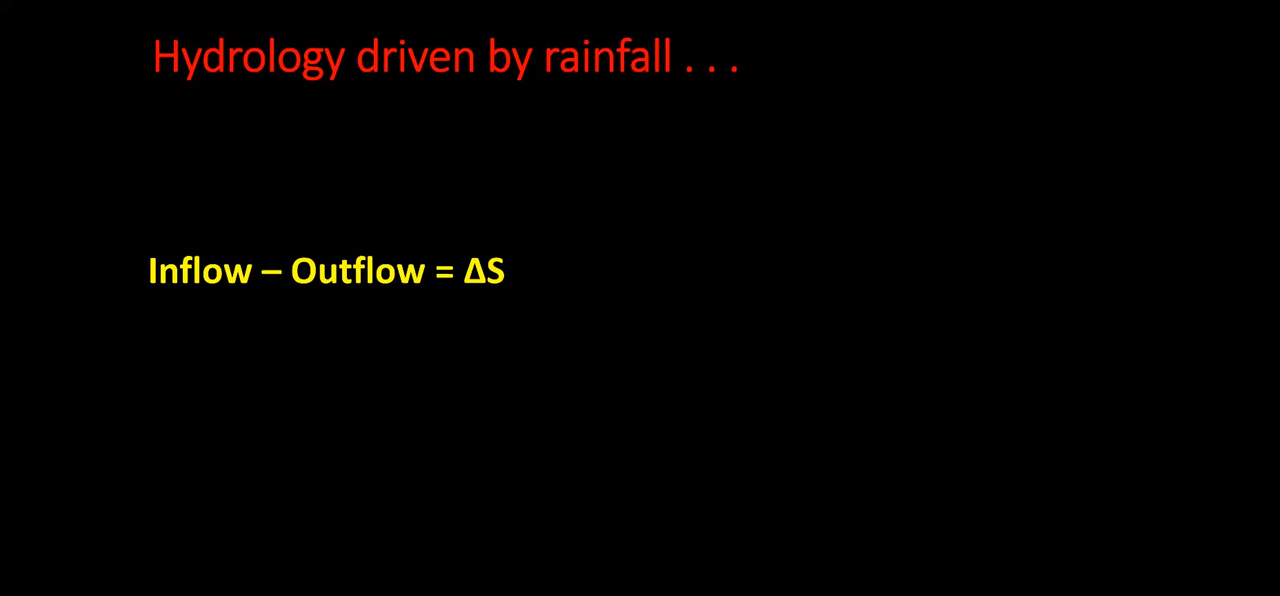 Hydrology driven by rainfall . . .
Inflow – Outflow = ΔS